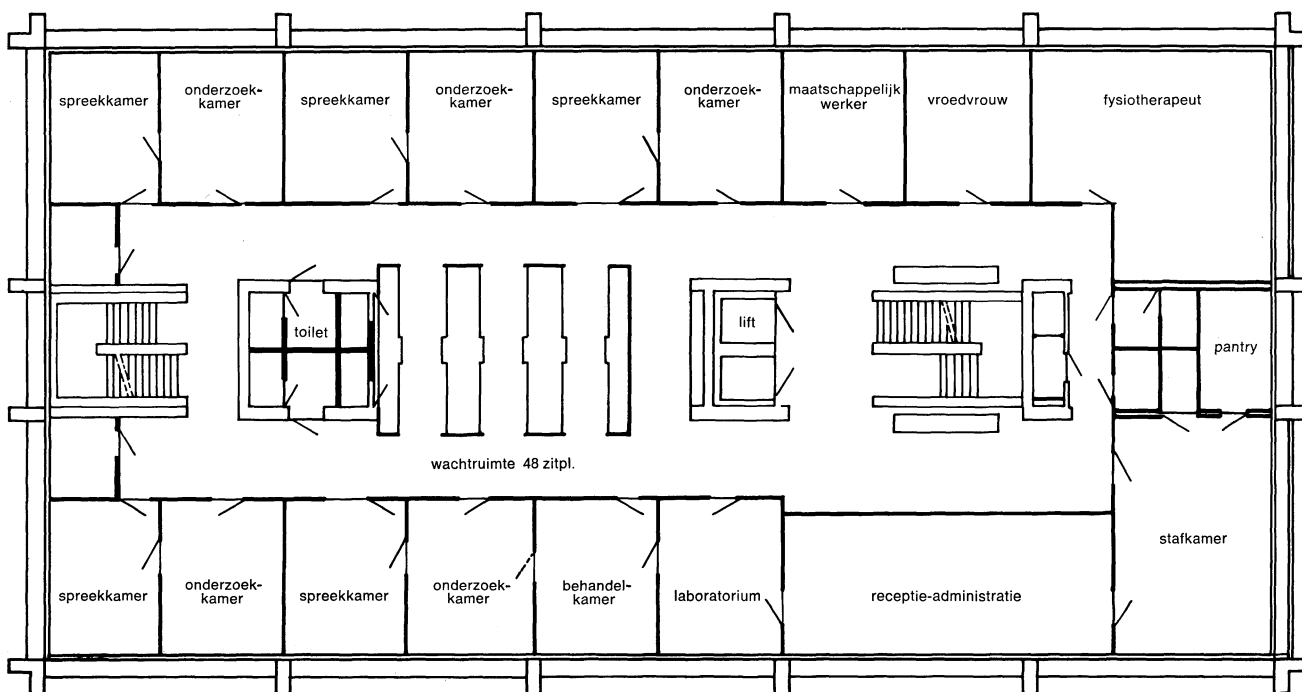 spreekkamer
onderzoek-
kamer
spreekkamer
onderzoek-
kamer
spreekkamer
onderzoek-
kamer
maatschappelijk
werker
vroedvrouw
fysiotherapeut
toilet
lift
pantry
wachtruimte 48 zitpl.
spreekkamer
onderzoek-
kamer
spreekkamer
onderzoek-
kamer
behandel-
kamer
laboratorium
receptie-administratie
stafkamer